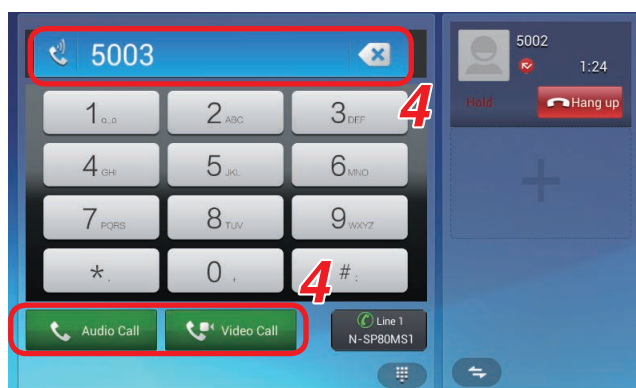 5003
4
1
2 ABC
3 DEF
4 GHI
5 JKL
6 MNO
7 PQRS
8 TUV
9 WXYZ
*
0
#
4
Audio Call
Video Call
Line 1
N-SP80MS1
5002
1:24
Hold
Hang up